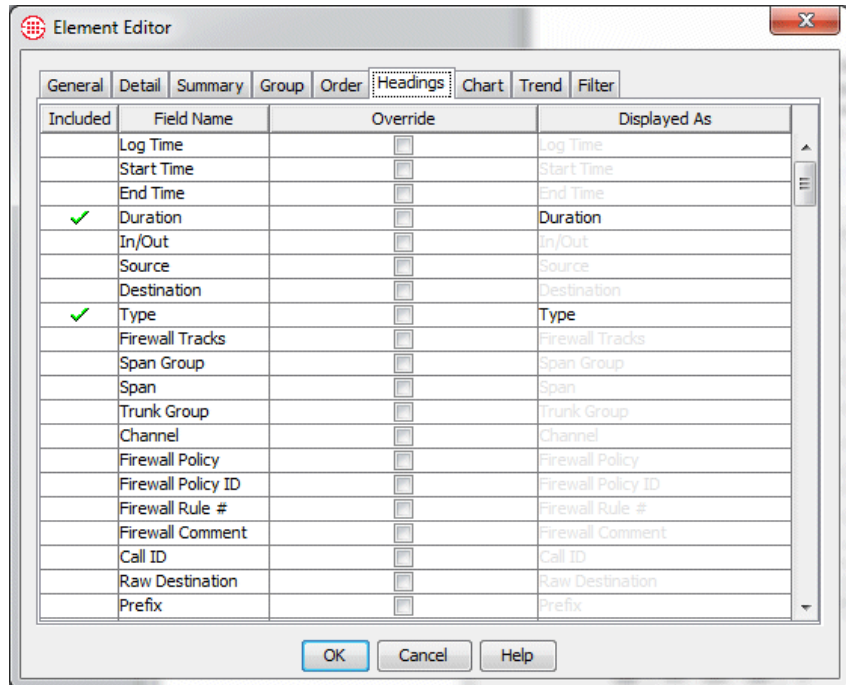 Element Editor
General Detail Summary Group Order Headings Chart Trend Filter
Included Field Name Override Displayed As
Log Time Log Time
Start Time Start Time
End Time End Time
Duration Duration
In/Out In/Out
Source Source
Destination Destination
Type Type
Firewall Tracks Firewall Tracks
Span Group Span Group
Span Span
Trunk Group Trunk Group
Channel Channel
Firewall Policy Firewall Policy
Firewall Policy ID Firewall Policy ID
Firewall Rule # Firewall Rule #
Firewall Comment Firewall Comment
Call ID Call ID
Raw Destination Raw Destination
Prefix Prefix
OK Cancel Help